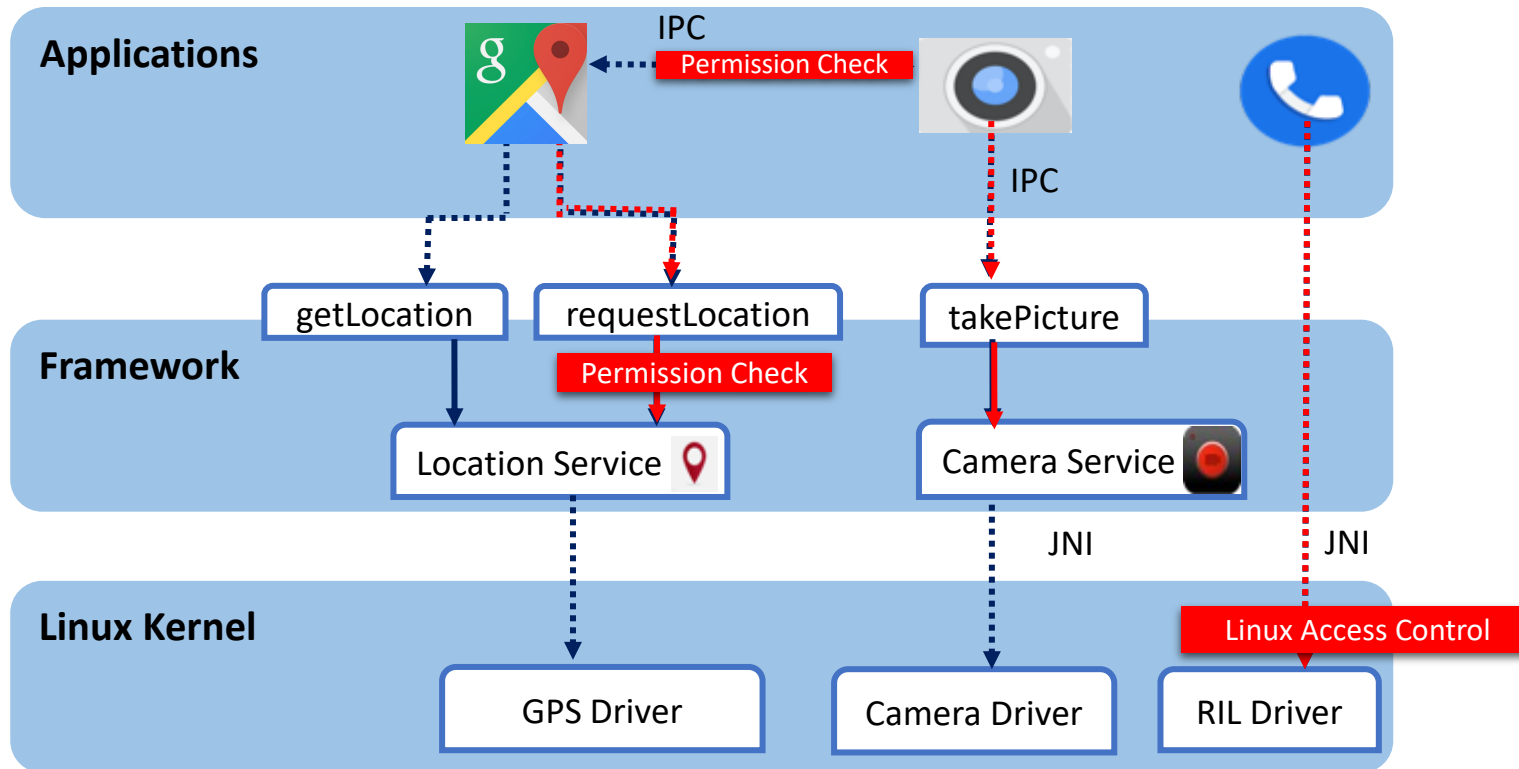 IPC
Applications
g
Permission Check
IPC
getLocation
requestLocation
takePicture
Framework
Permission Check
Location Service
Camera Service
JNI
JNI
Linux Kernel
Linux Access Control
GPS Driver
Camera Driver
RIL Driver